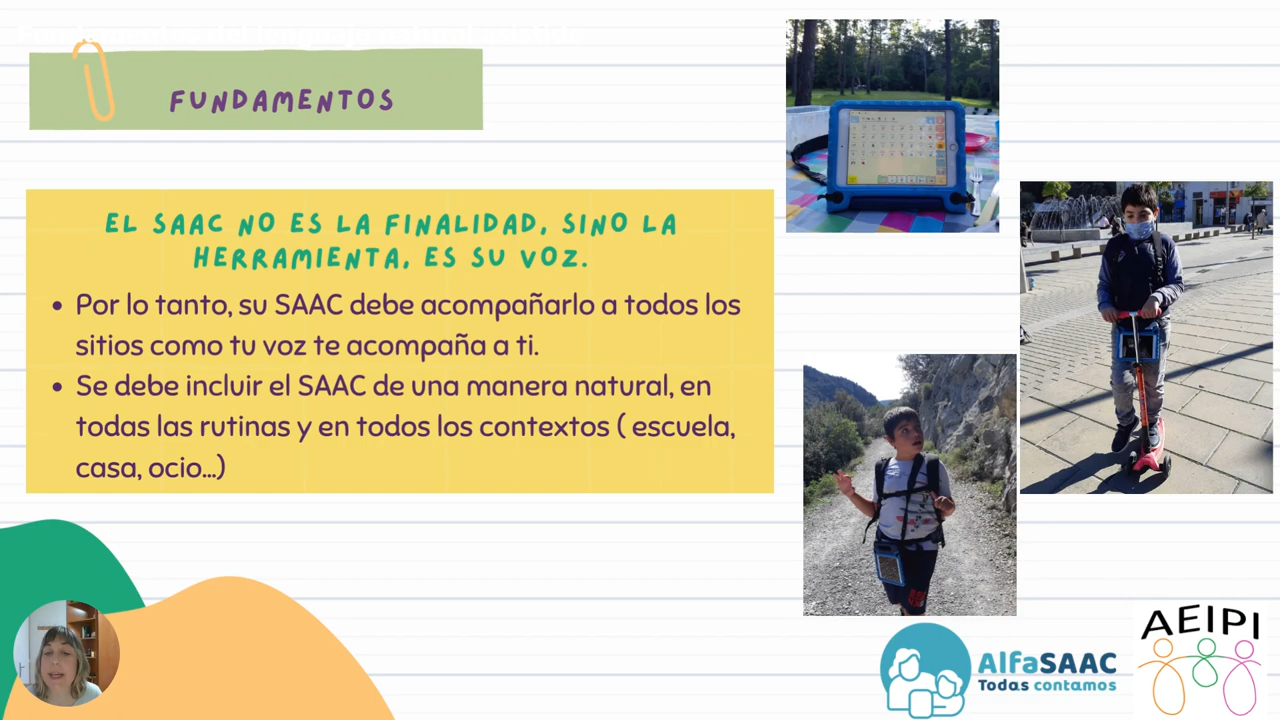 FUNDAMENTOS
EL SAAC NO ES LA FINALIDAD, SINO LA
HERRAMIENTA, ES SU VOZ.
• Por lo tanto, su SAAC debe acompañarlo a todos los
sitios como tu voz te acompaña a ti.
• Se debe incluir el SAAC de una manera natural, en
todas las rutinas y en todos los contextos ( escuela,
casa, ocio...)
AlfaSAAC
Todas contamos
AEIPI